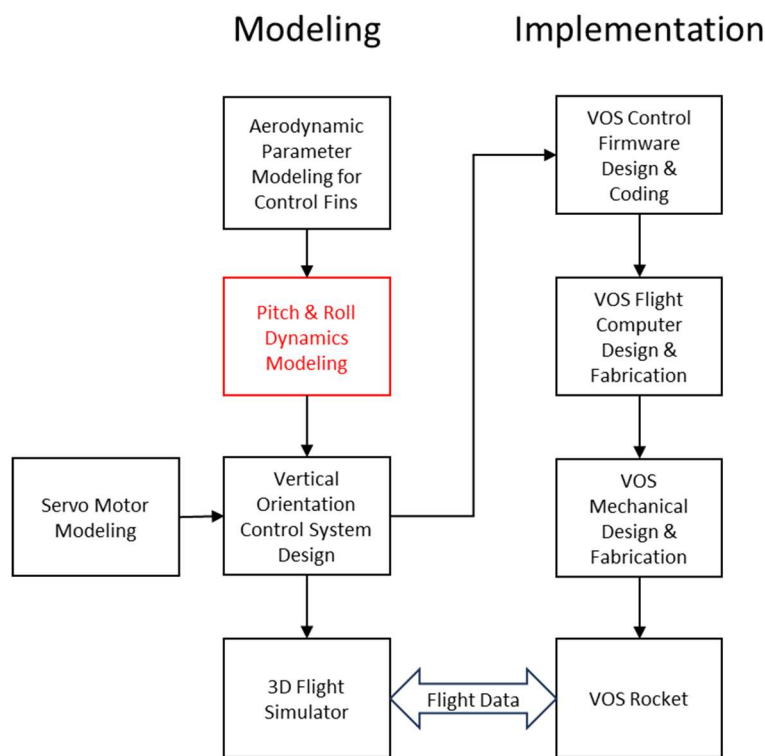 Modeling
Implementation
Aerodynamic
Parameter
Modeling for
Control Fins
Pitch & Roll
Dynamics
Modeling
Servo Motor
Modeling
Vertical
Orientation
Control System
Design
3D Flight
Simulator
Flight Data
VOS Control
Firmware
Design &
Coding
VOS Flight
Computer
Design &
Fabrication
VOS
Mechanical
Design &
Fabrication
VOS Rocket